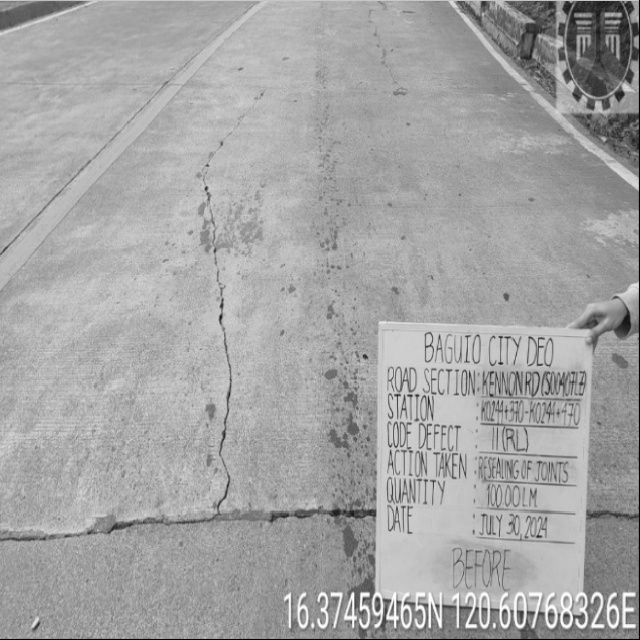 BAGUIO CITY DEO
ROAD SECTION : KENNON RD (S00407LZ)
STATION : K0244+370-K0244+470
CODE DEFECT : 11(RL)
ACTION TAKEN : RESEALING OF JOINTS
QUANTITY : 100.00 L.M
DATE : JULY 30, 2024
BEFORE
16.37459465N 120.60768326E